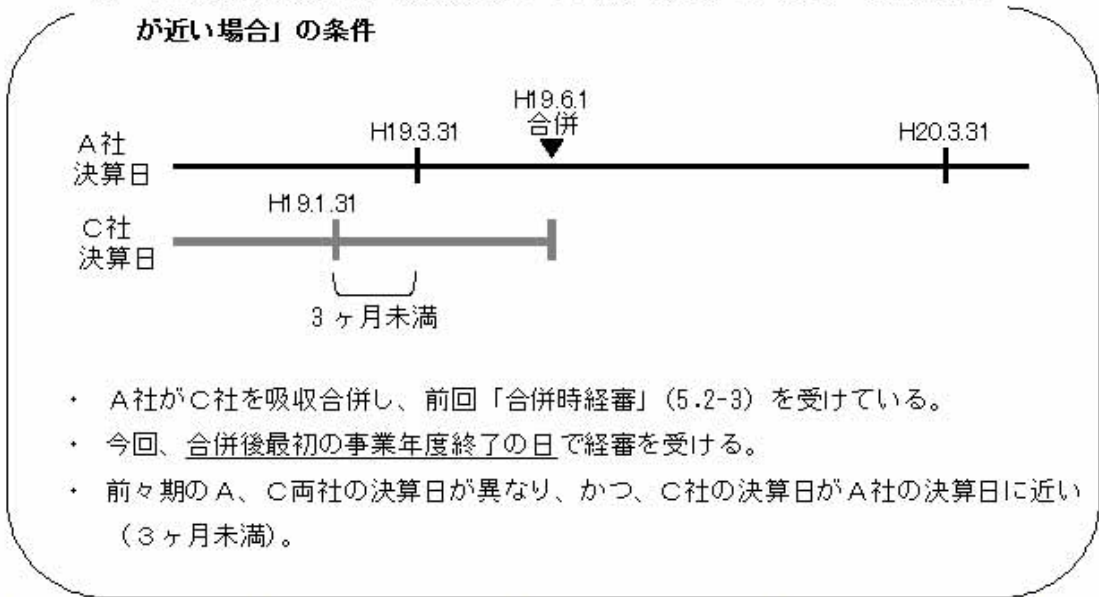 が近い場合」の条件
H19.6.1
合併
H19.3.31
H20.3.31
A社
決算日
H19.1.31
C社
決算日
3ヶ月未満
・ A社がC社を吸収合併し、前回「合併時経審」(5.2-3) を受けている。
・ 今回、合併後最初の事業年度終了の日で経審を受ける。
・ 前々期のA、C両社の決算日が異なり、かつ、C社の決算日がA社の決算日に近い
(3ヶ月未満)。